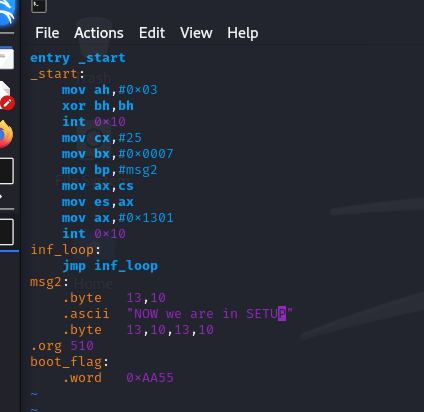 File Actions Edit View Help
entry _start
_start:
    mov ah,#0×03
    xor bh,bh
    int 0×10
    mov cx,#25
    mov bx,#0×0007
    mov bp,#msg2
    mov ax,cs
    mov es,ax
    mov ax,#0×1301
    int 0×10
inf_loop:
    jmp inf_loop
msg2:
    .byte   13,10
    .ascii  "NOW we are in SETUP"
    .byte   13,10,13,10
.org 510
boot_flag:
    .word   0×AA55
~
~